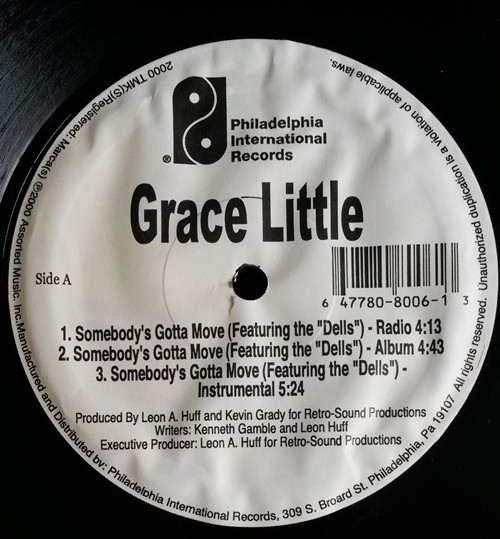 Philadelphia
International
Records
®
Grace Little
Side A
6 47780-8006-1 3
1. Somebody's Gotta Move (Featuring the "Dells") - Radio 4:13
2. Somebody's Gotta Move (Featuring the "Dells") - Album 4:43
3. Somebody's Gotta Move (Featuring the "Dells") -
Instrumental 5:24
Produced By Leon A. Huff and Kevin Grady for Retro-Sound Productions
Writers: Kenneth Gamble and Leon Huff
Executive Producer: Leon A. Huff for Retro-Sound Productions
2000 TMK(S)Registered: Marca(s) ℗2000 Assorted Music, Inc.Manufactured and Distributed by: Philadelphia International Records, 309 S. Broard St. Philadelphia, Pa 19107 All rights reserved. Unauthorized duplication is a violation of applicable laws.